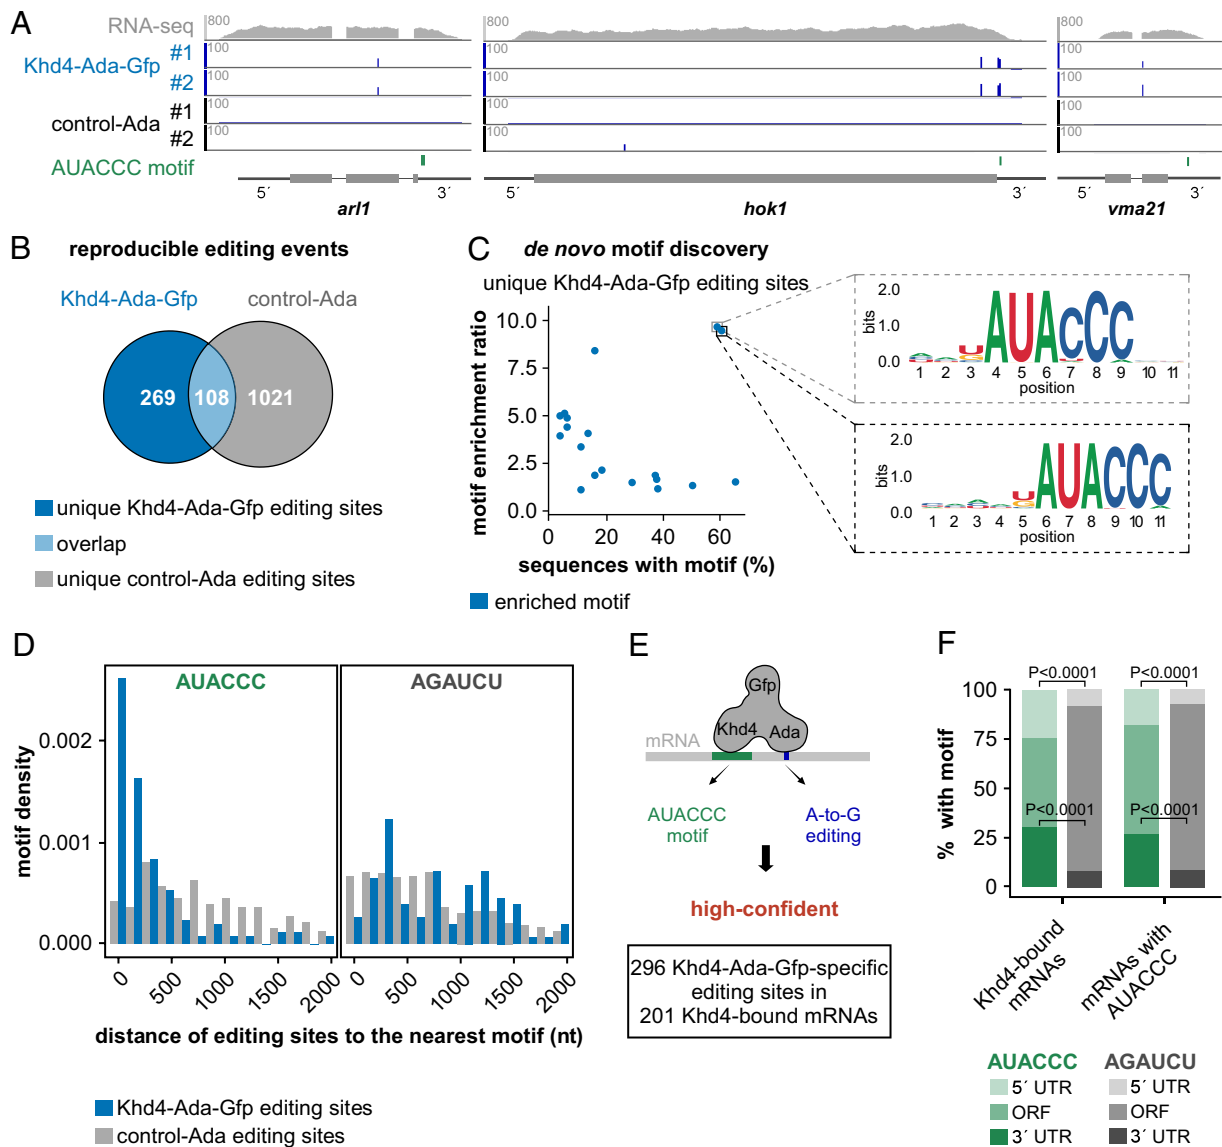 A
RNA-seq
800
800
800
Khd4-Ada-Gfp
#1
100
100
100
#2
100
100
100
control-Ada
#1
100
100
100
#2
100
100
100
AUACCC motif
5´
3´
5´
3´
5´
3´
arl1
hok1
vma21
B
reproducible editing events
Khd4-Ada-Gfp
control-Ada
269
108
1021
unique Khd4-Ada-Gfp editing sites
overlap
unique control-Ada editing sites
C
de novo motif discovery
unique Khd4-Ada-Gfp editing sites
motif enrichment ratio
10.0
7.5
5.0
2.5
0.0
0 20 40 60
sequences with motif (%)
enriched motif
bits
2.0
1.0
0.0
UAUACCC
1 2 3 4 5 6 7 8 9 10 11
position
bits
2.0
1.0
0.0
UAUACCC
1 2 3 4 5 6 7 8 9 10 11
position
D
AUACCC
AGAUCU
motif density
0.002
0.001
0.000
0 500 1000 1500 2000
0 500 1000 1500 2000
distance of editing sites to the nearest motif (nt)
Khd4-Ada-Gfp editing sites
control-Ada editing sites
E
Gfp
Khd4
Ada
mRNA
AUACCC
motif
A-to-G
editing
high-confident
296 Khd4-Ada-Gfp-specific
editing sites in
201 Khd4-bound mRNAs
F
% with motif
100
75
50
25
0
P<0.0001
P<0.0001
P<0.0001
P<0.0001
Khd4-bound
mRNAs
mRNAs with
AUACCC
AUACCC
5´ UTR
ORF
3´ UTR
AGAUCU
5´ UTR
ORF
3´ UTR